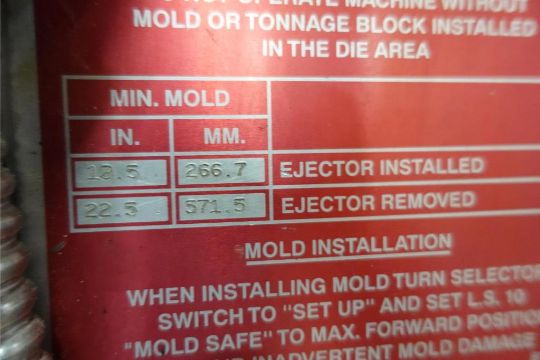 NOT OPERATE MACHINE WITHOUT
MOLD OR TONNAGE BLOCK INSTALLED
IN THE DIE AREA
MIN. MOLD
IN. MM.
10.5 266.7 EJECTOR INSTALLED
22.5 571.5 EJECTOR REMOVED
MOLD INSTALLATION
WHEN INSTALLING MOLD TURN SELECTOR
SWITCH TO "SET UP" AND SET L.S. 10
"MOLD SAFE" TO MAX. FORWARD POSITION
INADVERTENT MOLD DAMAGE